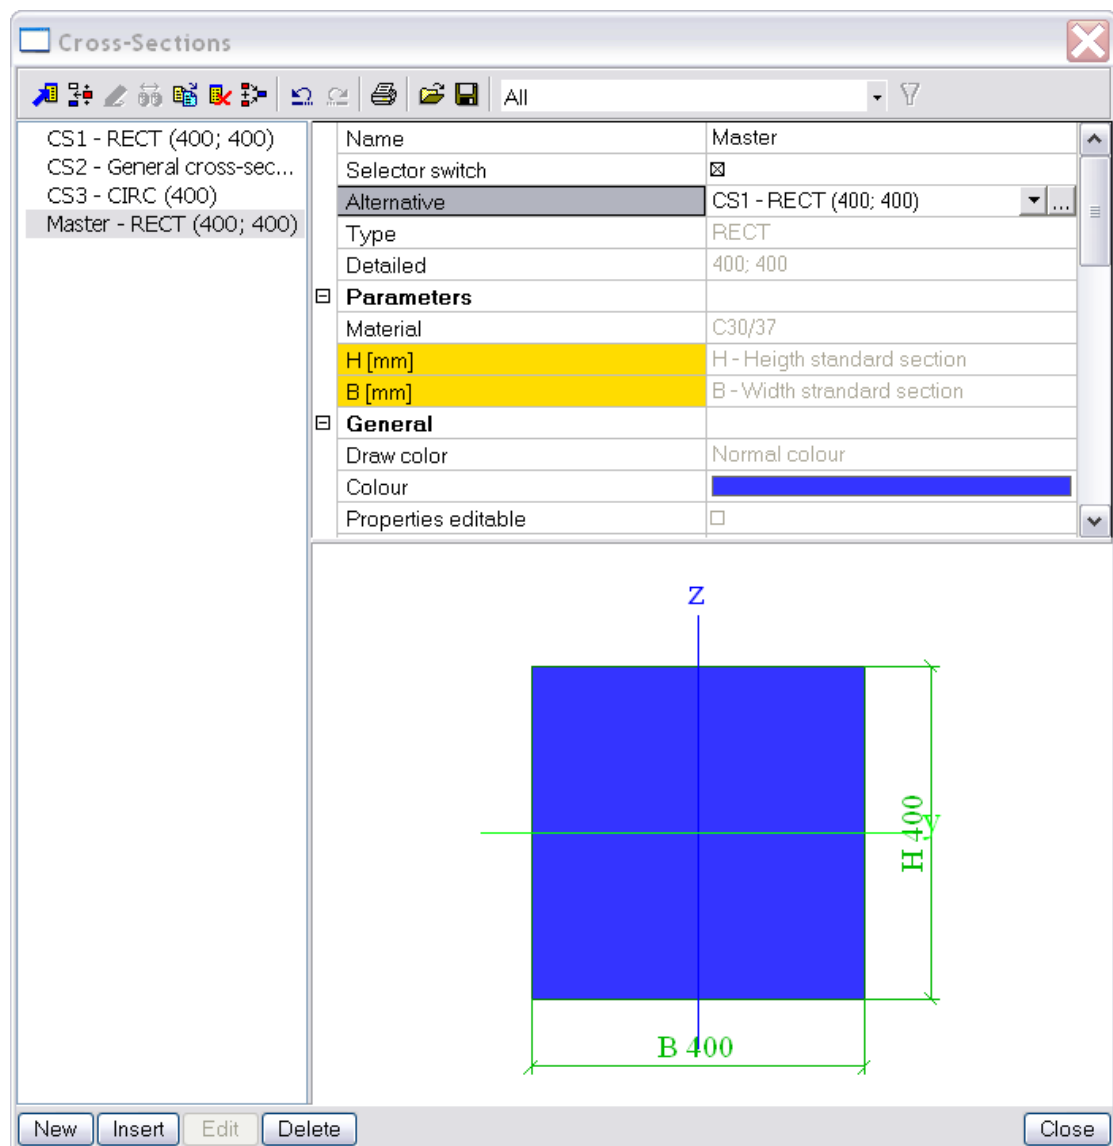 Cross-Sections
All
CS1 - RECT (400; 400)
CS2 - General cross-sec...
CS3 - CIRC (400)
Master - RECT (400; 400)
Name Master
Selector switch
Alternative CS1 - RECT (400; 400) ...
Type RECT
Detailed 400; 400
Parameters
Material C30/37
H [mm] H - Heigth standard section
B [mm] B - Width strandard section
General
Draw color Normal colour
Colour
Properties editable
z
H 400
y
B 400
New Insert Edit Delete Close